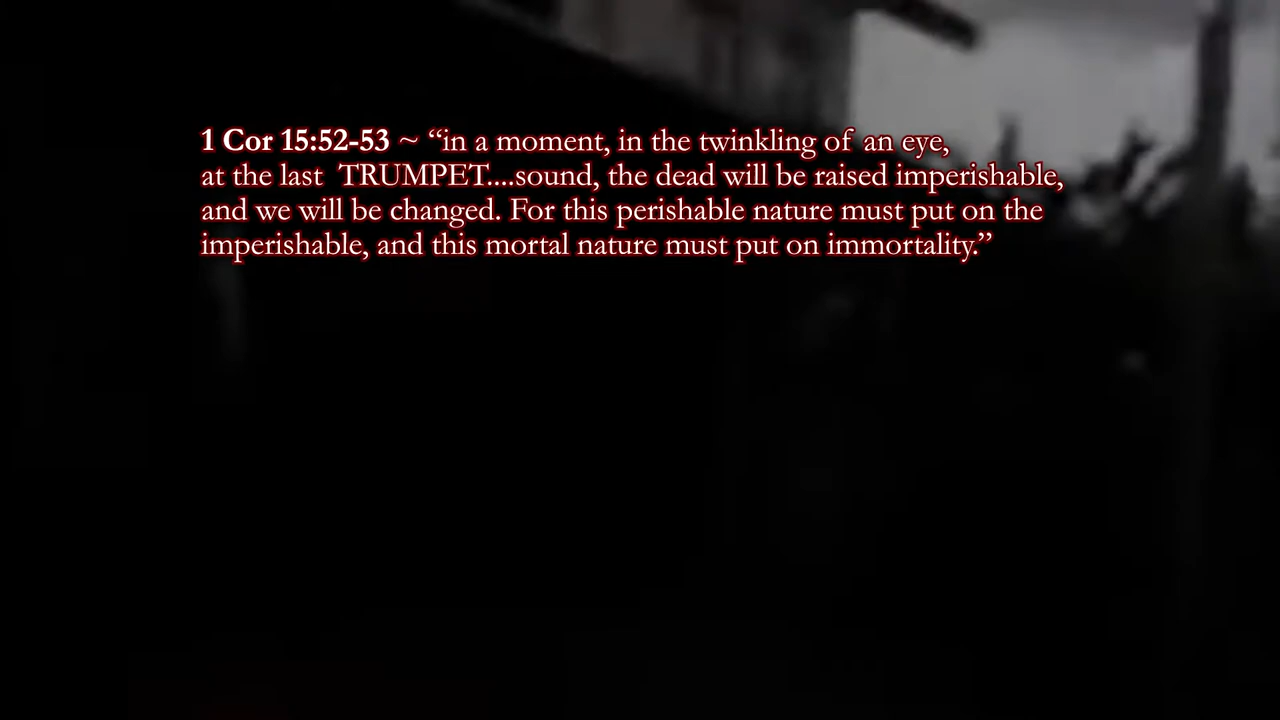 1 Cor 15:52-53 ~ “in a moment, in the twinkling of an eye,
at the last TRUMPET....sound, the dead will be raised imperishable,
and we will be changed. For this perishable nature must put on the
imperishable, and this mortal nature must put on immortality.”